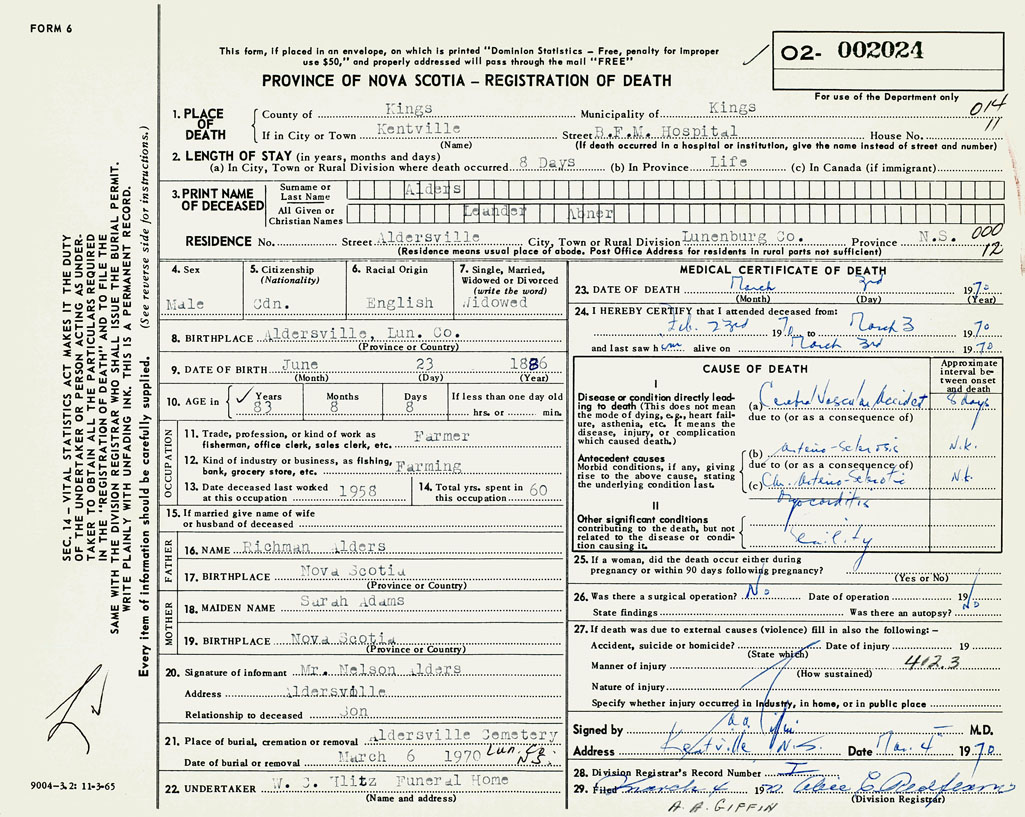 FORM 6
This form, if placed in an envelope, on which is printed "Dominion Statistics – Free, penalty for improper
use $50," and properly addressed will pass through the mail "FREE"
PROVINCE OF NOVA SCOTIA – REGISTRATION OF DEATH
02- 002024
For use of the Department only
014
11
1. PLACE OF DEATH
County of Kings Municipality of Kings
If in City or Town Kentville Street B.F.M. Hospital House No.
(Name) (If death occurred in a hospital or institution, give the name instead of street and number)
2. LENGTH OF STAY (in years, months and days)
(a) In City, Town or Rural Division where death occurred 8 Days (b) In Province Life (c) In Canada (if immigrant)
3. PRINT NAME OF DECEASED
Surname or Last Name Alders
All Given or Christian Names Leander Abner
RESIDENCE No. Street Aldersville City, Town or Rural Division Lunenburg Co. Province N.S.
000
12
(Residence means usual place of abode. Post Office Address for residents in rural parts not sufficient)
4. Sex
Male
5. Citizenship
(Nationality)
Cdn.
6. Racial Origin
English
7. Single, Married,
Widowed or Divorced
(write the word)
Widowed
8. BIRTHPLACE Aldersville, Lun. Co.
(Province or Country)
9. DATE OF BIRTH June 23 1886
(Month) (Day) (Year)
10. AGE in
✓ Years Months Days If less than one day old
83 8 8 hrs. or min.
OCCUPATION
11. Trade, profession, or kind of work as
fisherman, office clerk, sales clerk, etc. Farmer
12. Kind of industry or business, as fishing,
bank, grocery store, etc. Farming
13. Date deceased last worked
at this occupation 1958
14. Total yrs. spent in
this occupation 60
15. If married give name of wife
or husband of deceased
FATHER
16. NAME Richman Alders
17. BIRTHPLACE Nova Scotia
(Province or Country)
MOTHER
18. MAIDEN NAME Sarah Adams
19. BIRTHPLACE Nova Scotia
(Province or Country)
20. Signature of informant Mr. Nelson Alders
Address Aldersville
Relationship to deceased Son
21. Place of burial, cremation or removal Aldersville Cemetery
Lun. Co. N.S.
Date of burial or removal March 6 1970
22. UNDERTAKER Funeral Home
(Name and address)
MEDICAL CERTIFICATE OF DEATH
23. DATE OF DEATH March 3rd 1970
(Month) (Day) (Year)
24. I HEREBY CERTIFY that I attended deceased from:
Feb. 23rd 1970 to March 3 1970
and last saw him alive on March 3rd 1970
CAUSE OF DEATH
Approximate
interval be-
tween onset
and death
I
Disease or condition directly lead-
ing to death (This does not mean
the mode of dying, e.g., heart fail-
ure, asthenia, etc. It means the
disease, injury, or complication
which caused death.)
(a) Vascular Accident 8 days
due to (or as a consequence of)
Antecedent causes
Morbid conditions, if any, giving
rise to the above cause, stating
the underlying condition last.
(b) Arterio-Sclerosis N.K.
due to (or as a consequence of)
(c) Chr. Arterio-Sclerotic N.K.
Myocarditis
II
Other significant conditions
contributing to the death, but not
related to the disease or condi-
tion causing it.
Senility
25. If a woman, did the death occur either during
pregnancy or within 90 days following pregnancy?
(Yes or No)
26. Was there a surgical operation? No Date of operation 19
State findings Was there an autopsy? No
27. If death was due to external causes (violence) fill in also the following: –
Accident, suicide or homicide? Date of injury 19
(State which)
Manner of injury 412.3
(How sustained)
Nature of injury
Specify whether injury occurred in Industry, in home, or in public place
Signed by M.D.
Address Kentville N.S. Date Mar. 4 1970
28. Division Registrar's Record Number
29. Filed March 4 1970
(Division Registrar)
A. A. GIFFIN
SEC. 14 – VITAL STATISTICS ACT MAKES IT THE DUTY
OF THE UNDERTAKER OR PERSON ACTING AS UNDER-
TAKER TO OBTAIN ALL THE PARTICULARS REQUIRED
IN THE "REGISTRATION OF DEATH" AND TO FILE THE
SAME WITH THE DIVISION REGISTRAR WHO SHALL ISSUE THE BURIAL PERMIT.
WRITE PLAINLY WITH UNFADING INK. THIS IS A PERMANENT RECORD.
Every item of information should be carefully supplied. (See reverse side for instructions.)
9004–3.2: 11-3-65